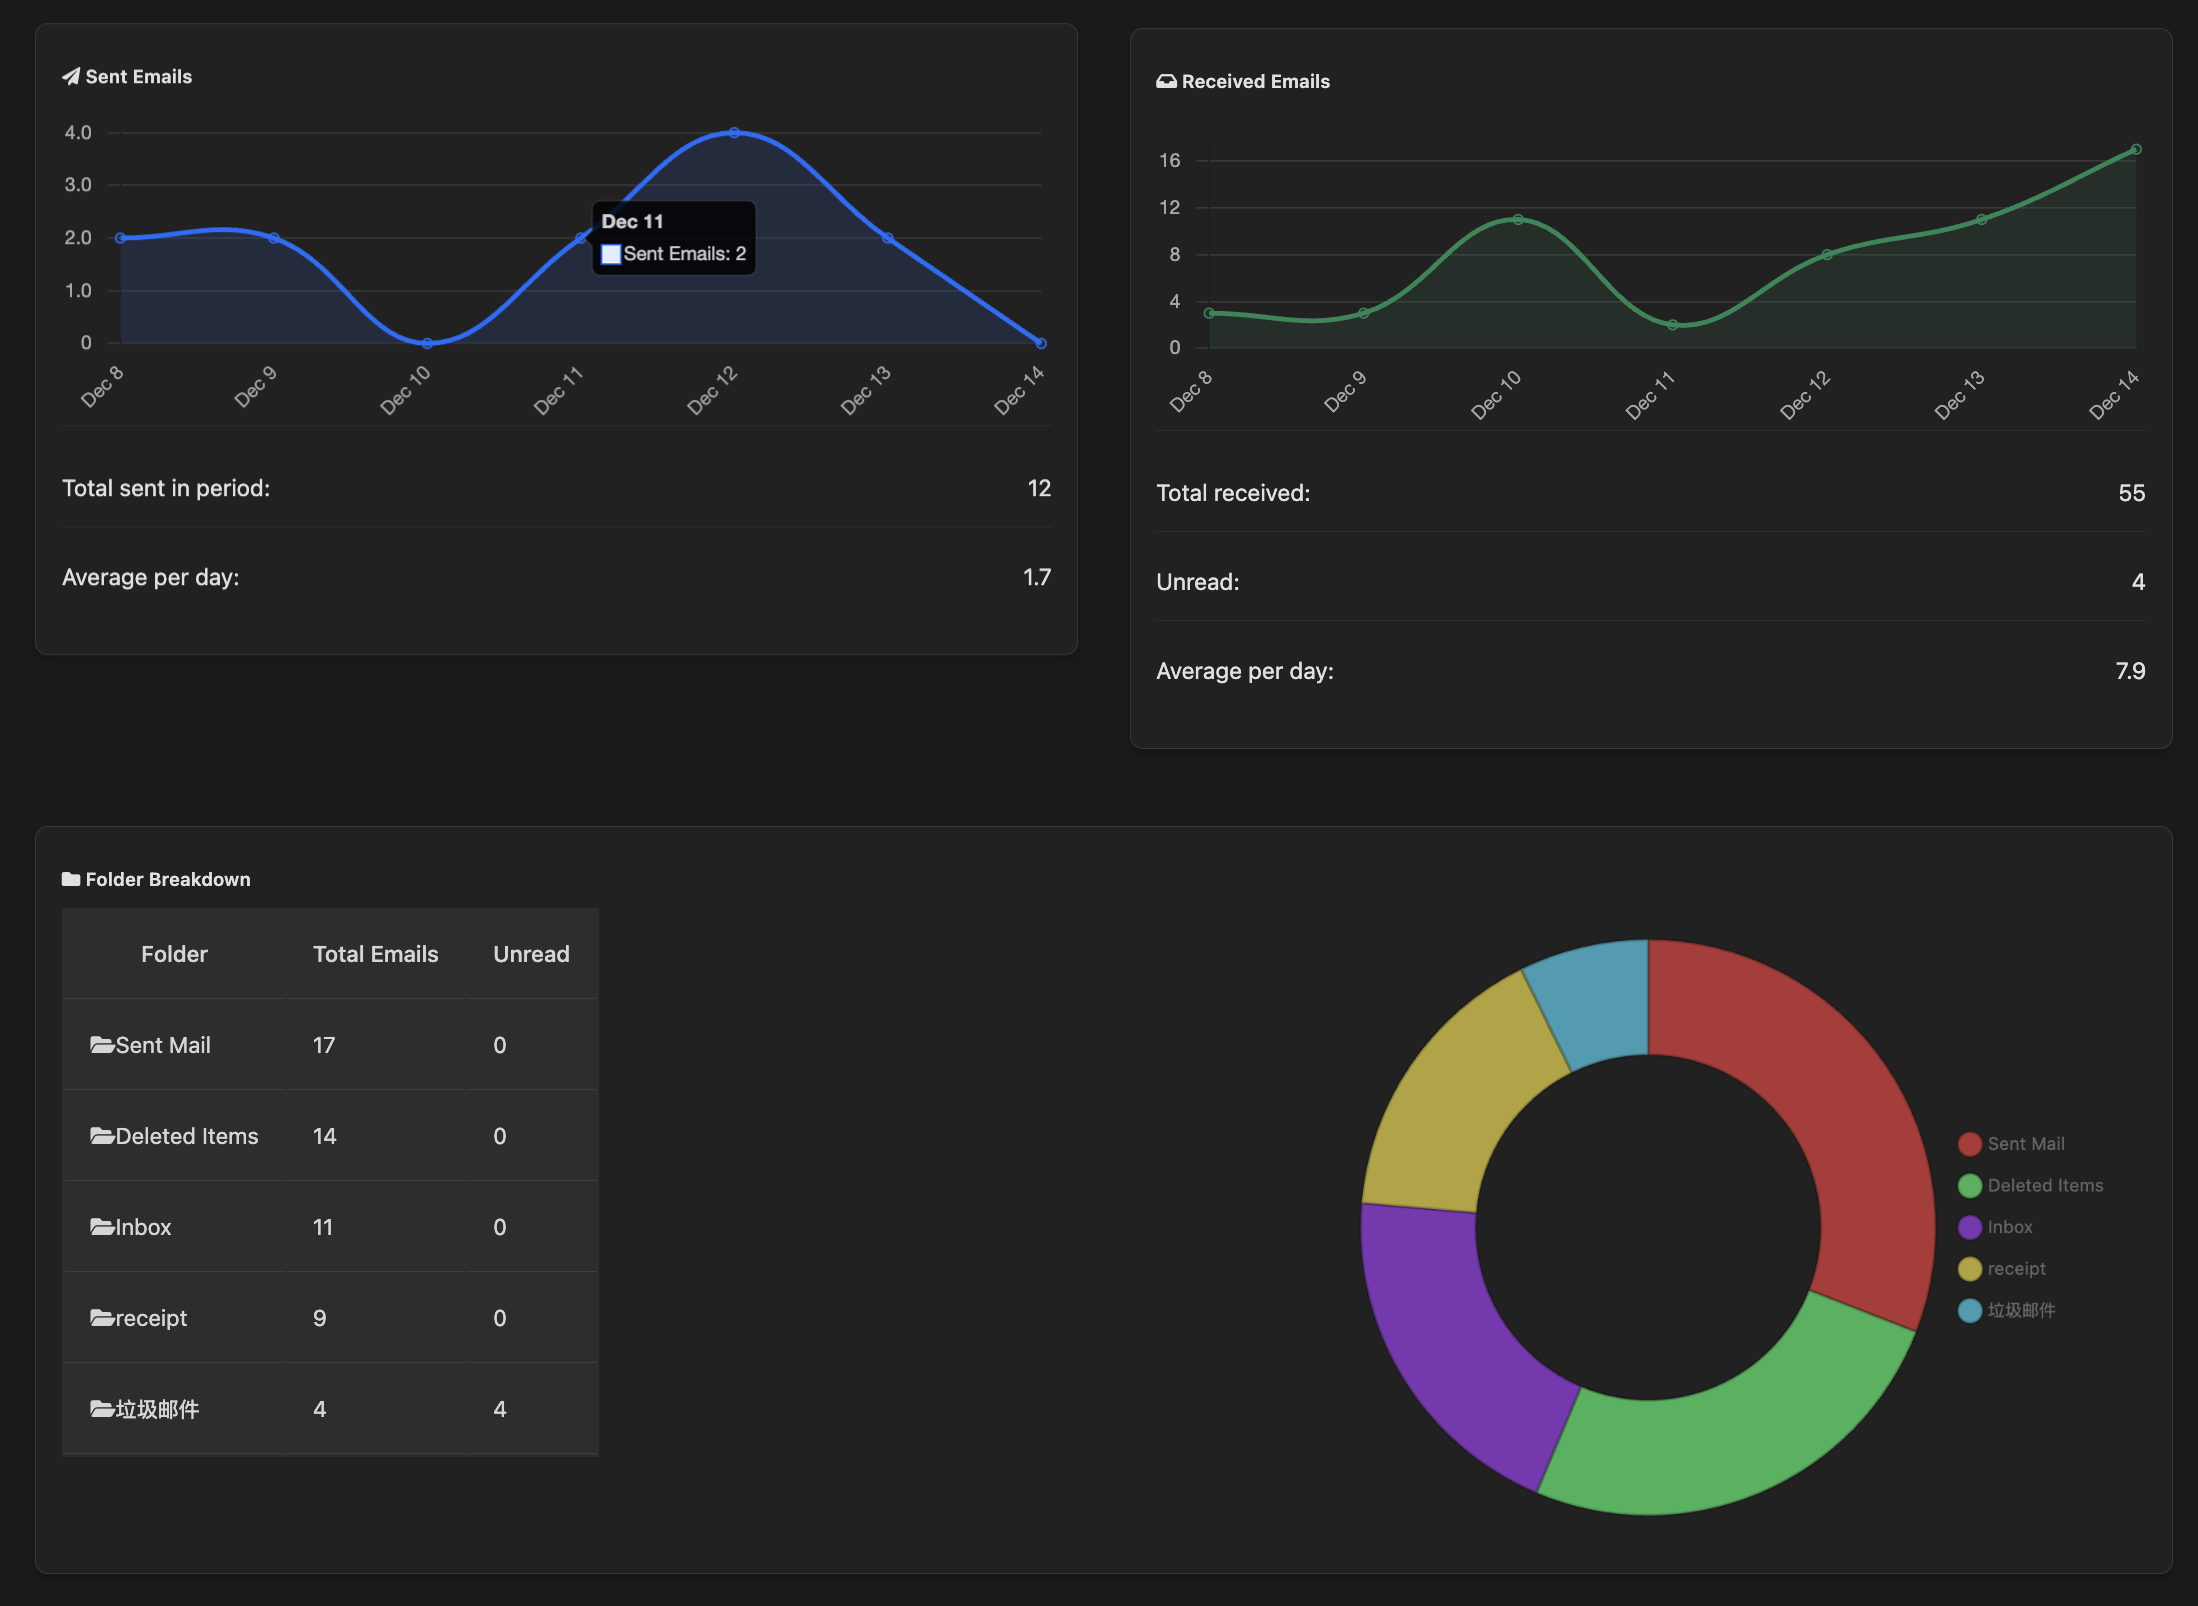 Sent Emails
4.0
3.0
2.0
1.0
0
Dec 11
Sent Emails: 2
Dec 8
Dec 9
Dec 10
Dec 11
Dec 12
Dec 13
Dec 14
Total sent in period: 12
Average per day: 1.7
Received Emails
16
12
8
4
0
Dec 8
Dec 9
Dec 10
Dec 11
Dec 12
Dec 13
Dec 14
Total received: 55
Unread: 4
Average per day: 7.9
Folder Breakdown
Folder Total Emails Unread
Sent Mail 17 0
Deleted Items 14 0
Inbox 11 0
receipt 9 0
垃圾邮件 4 4
Sent Mail
Deleted Items
Inbox
receipt
垃圾邮件